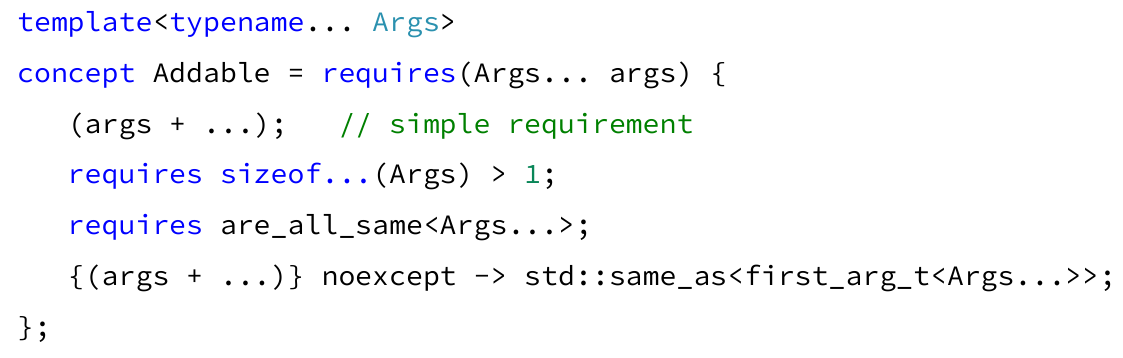 template<typename... Args>
concept Addable = requires(Args... args) {
   (args + ...);   // simple requirement
   requires sizeof...(Args) > 1;
   requires are_all_same<Args...>;
   {(args + ...)} noexcept -> std::same_as<first_arg_t<Args...>>;
};